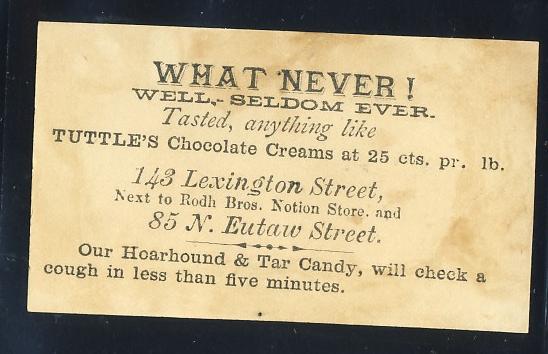 WHAT NEVER!
WELL,- SELDOM EVER.
Tasted, anything like
TUTTLE'S Chocolate Creams at 25 cts. pr. lb.
143 Lexington Street,
Next to Rodh Bros. Notion Store. and
85 N. Eutaw Street.
Our Hoarhound & Tar Candy, will check a
cough in less than five minutes.